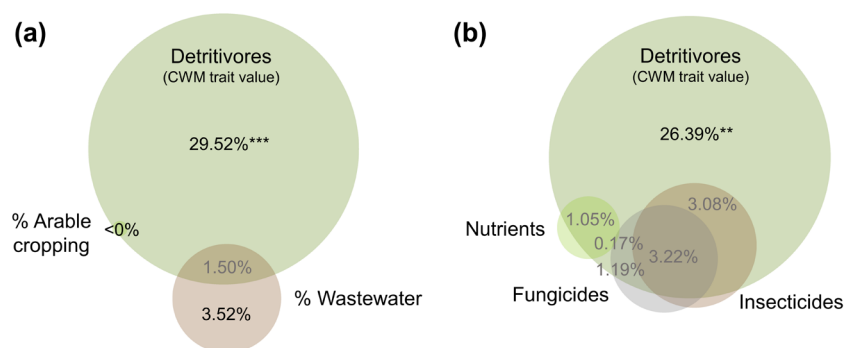 (a)
Detritivores
(CWM trait value)
29.52%***
% Arable
cropping
<0%
1.50%
% Wastewater
3.52%
(b)
Detritivores
(CWM trait value)
26.39%**
3.08%
1.05%
Nutrients
0.17%
3.22%
1.19%
Fungicides
Insecticides